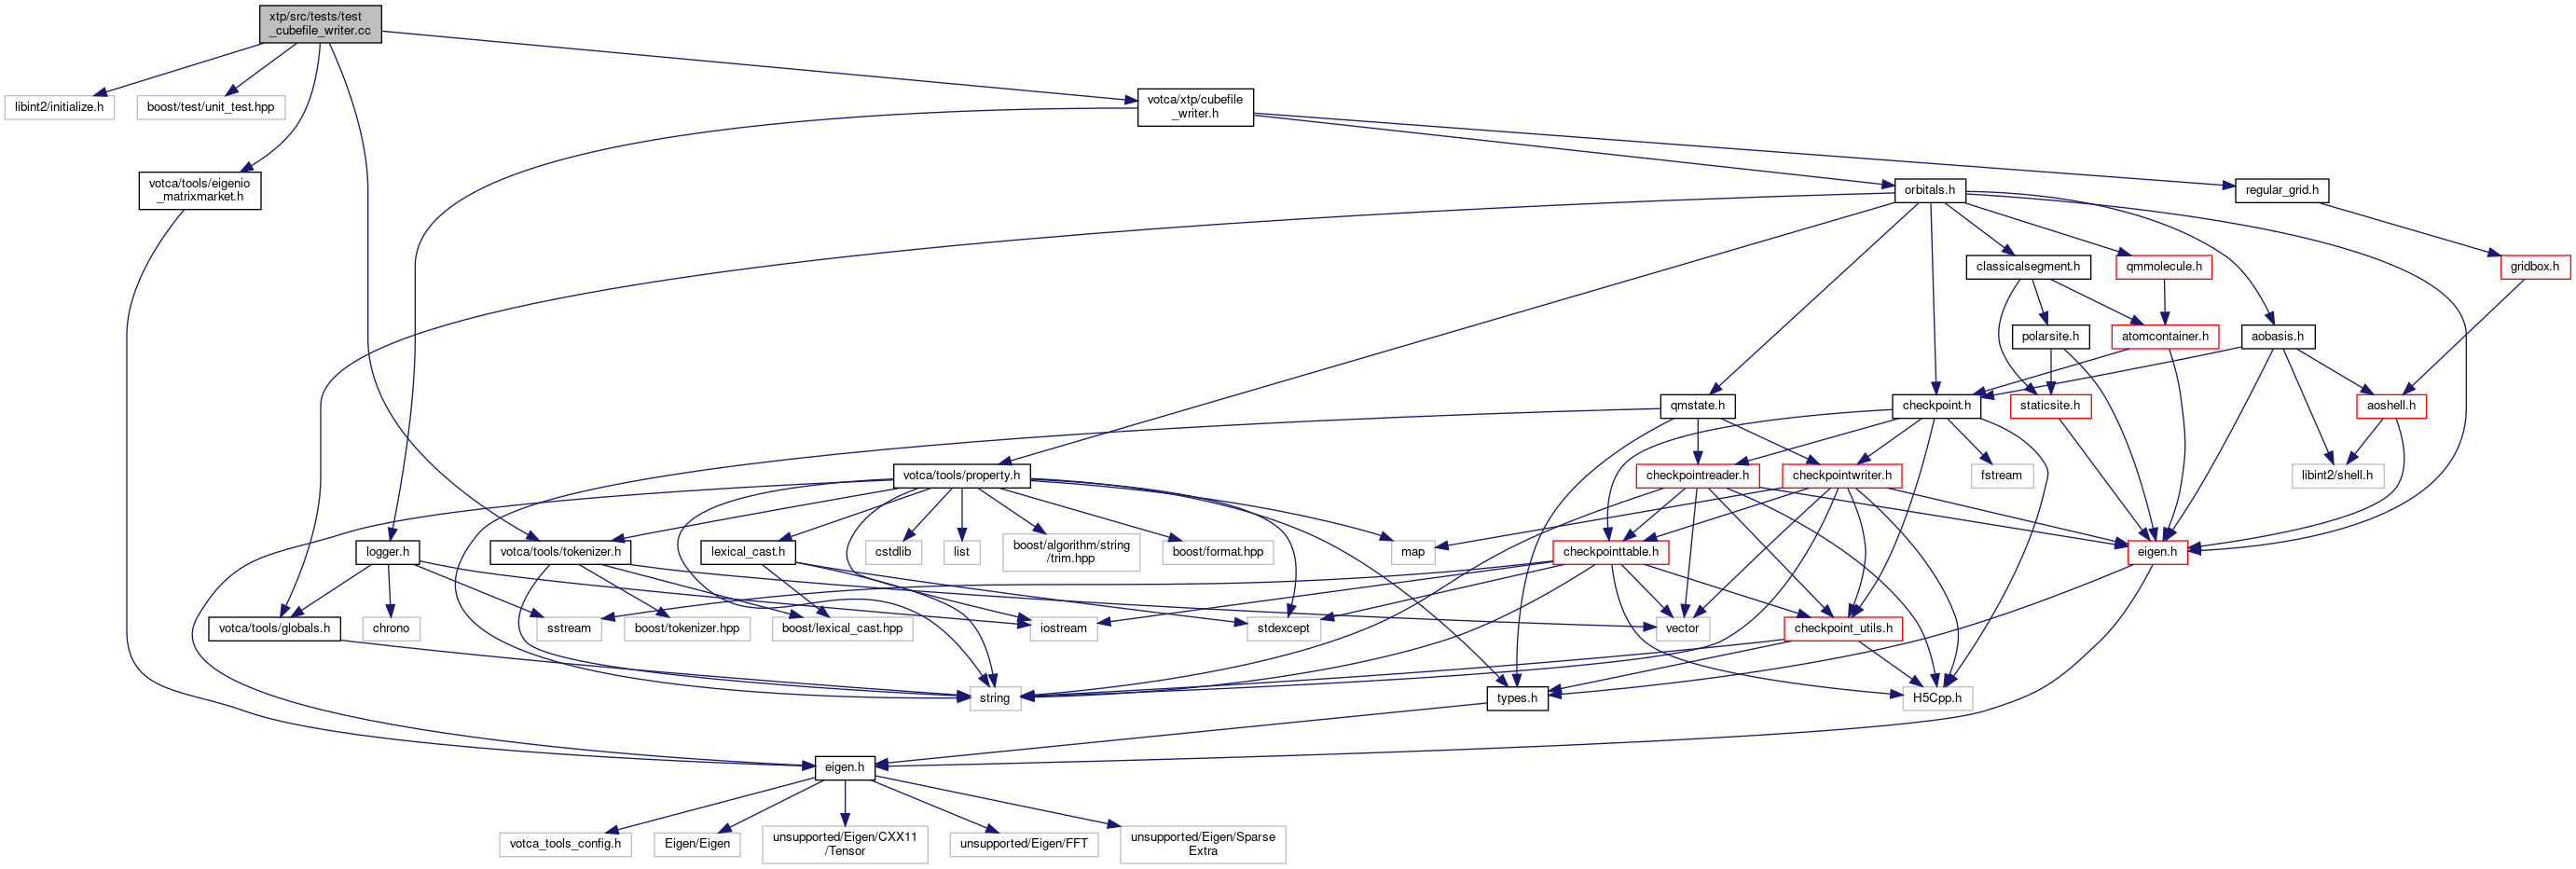 xtp/src/tests/test
_cubefile_writer.cc
libint2/initialize.h
boost/test/unit_test.hpp
votca/xtp/cubefile
_writer.h
votca/tools/eigenio
_matrixmarket.h
orbitals.h
regular_grid.h
classicalsegment.h
qmmolecule.h
gridbox.h
polarsite.h
atomcontainer.h
aobasis.h
qmstate.h
checkpoint.h
staticsite.h
aoshell.h
votca/tools/property.h
checkpointreader.h
checkpointwriter.h
fstream
libint2/shell.h
logger.h
votca/tools/tokenizer.h
lexical_cast.h
cstdlib
list
boost/algorithm/string
/trim.hpp
boost/format.hpp
map
checkpointtable.h
eigen.h
votca/tools/globals.h
chrono
sstream
boost/tokenizer.hpp
boost/lexical_cast.hpp
iostream
stdexcept
vector
checkpoint_utils.h
string
types.h
H5Cpp.h
eigen.h
votca_tools_config.h
Eigen/Eigen
unsupported/Eigen/CXX11
/Tensor
unsupported/Eigen/FFT
unsupported/Eigen/Sparse
Extra